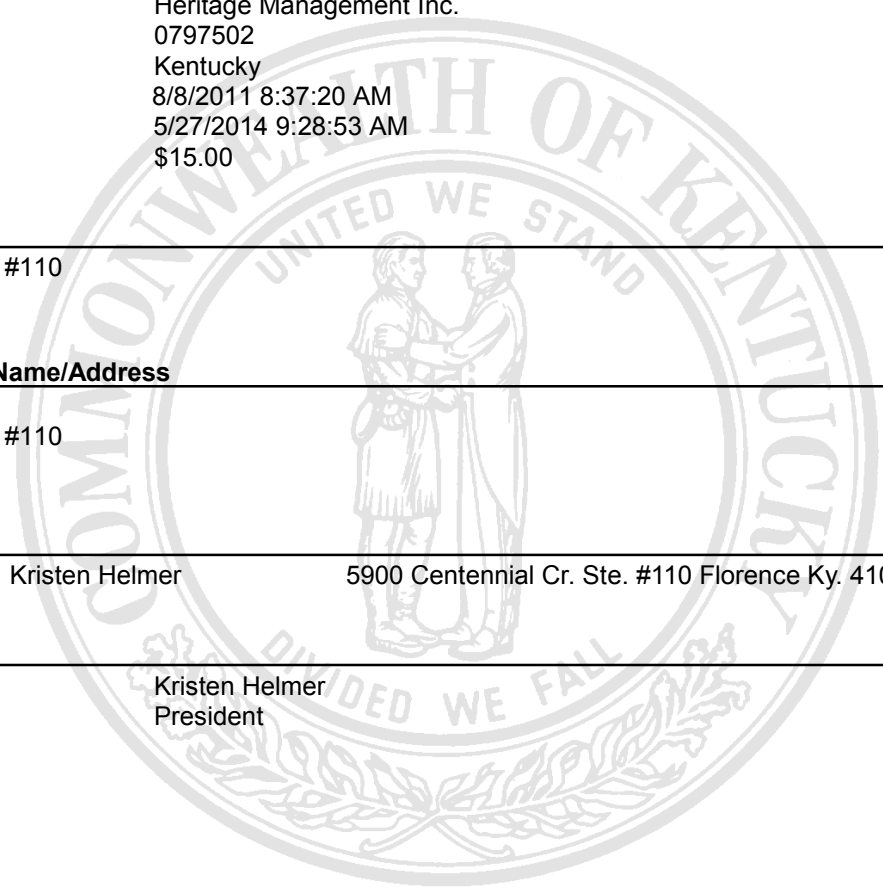 Heritage Management Inc.
0797502
Kentucky
8/8/2011 8:37:20 AM
5/27/2014 9:28:53 AM
$15.00
#110
Name/Address
#110
Kristen Helmer 5900 Centennial Cr. Ste. #110 Florence Ky. 410
Kristen Helmer
President
COMMONWEALTH OF KENTUCKY
UNITED WE STAND
DIVIDED WE FALL